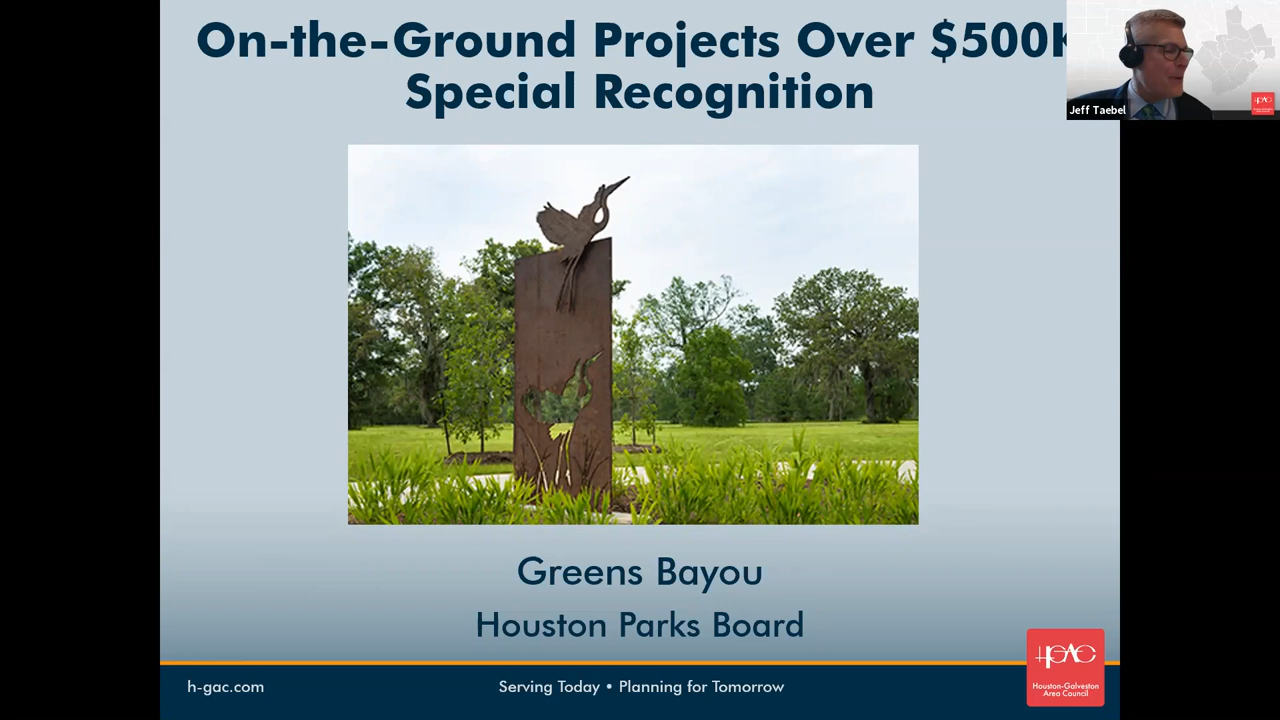 On-the-Ground Projects Over $500K
Special Recognition
Jeff Taebel
Greens Bayou
Houston Parks Board
h-gac.com
Serving Today • Planning for Tomorrow
HGAC
Houston-Galveston
Area Council